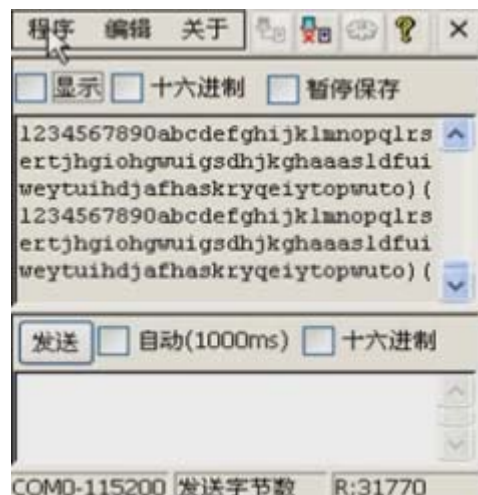 程序 编辑 关于
显示 十六进制 暂停保存
1234567890abcdefghijklmnopqlrs
ertjhgiohgwuigsdhjkghaaasldfui
weytuihdjafhaskryqeiytopwuto)(
1234567890abcdefghijklmnopqlrs
ertjhgiohgwuigsdhjkghaaasldfui
weytuihdjafhaskryqeiytopwuto)(
发送 自动(1000ms) 十六进制
COM0-115200 发送字节数 R:31770